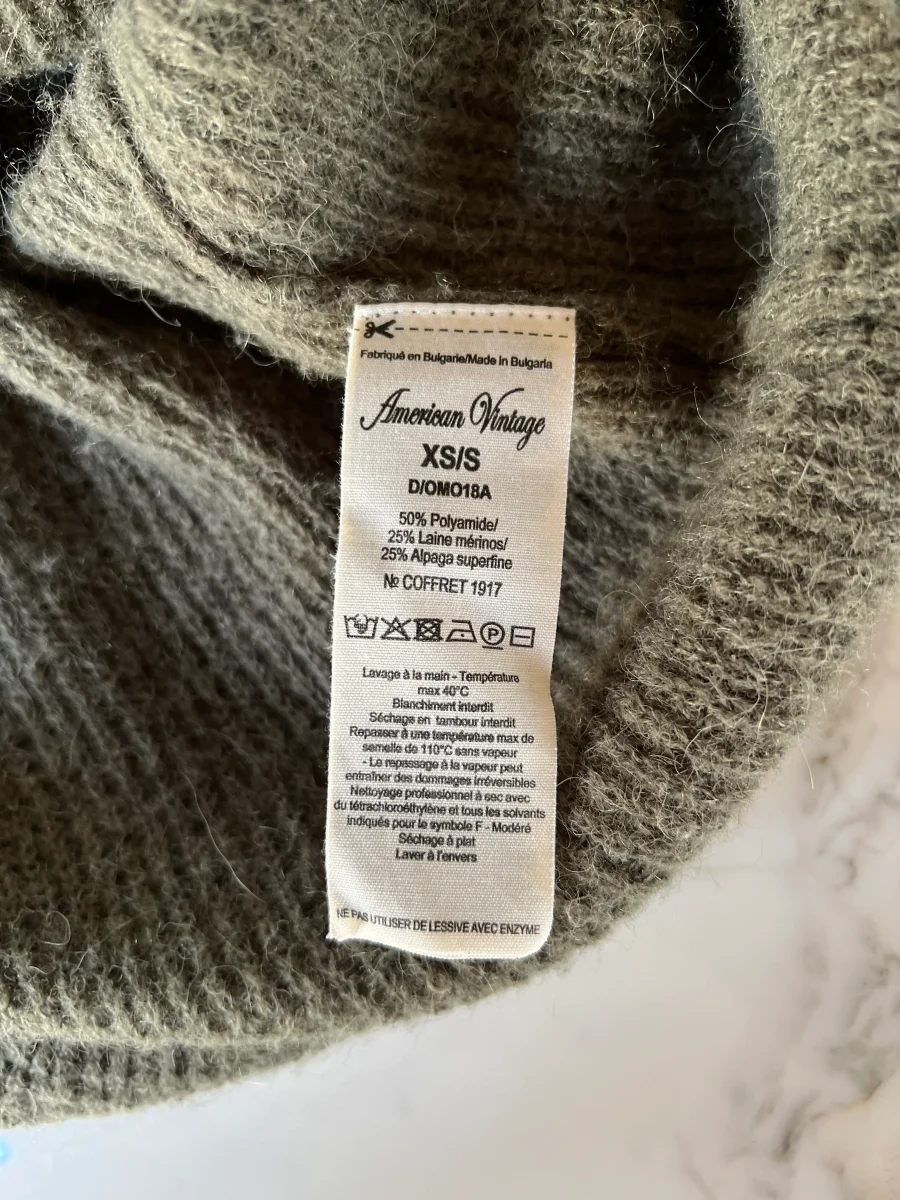 Fabriqué en Bulgarie/Made in Bulgaria
American Vintage
XS/S
D/OMO18A
50% Polyamide/
25% Laine mérinos/
25% Alpaga superfine
№ COFFRET 1917
P
Lavage à la main - Température
max 40°C
Blanchiment interdit
Séchage en tambour interdit
Repasser à une température max de
semelle de 110°C sans vapeur
- Le repassage à la vapeur peut
entraîner des dommages irréversibles
Nettoyage professionnel à sec avec
du tétrachloroéthylène et tous les solvants
indiqués pour le symbole F - Modéré
Séchage à plat
Laver à l'envers
NE PAS UTILISER DE LESSIVE AVEC ENZYME